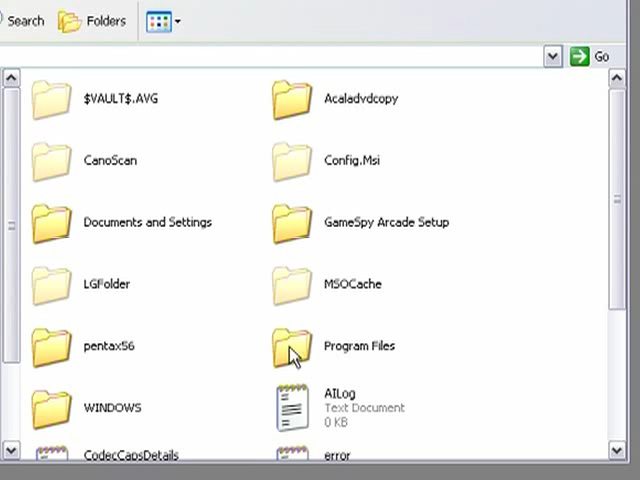 Search Folders
Go
$VAULT$.AVG
Acaladvdcopy
CanoScan
Config.Msi
Documents and Settings
GameSpy Arcade Setup
LGFolder
MSOCache
pentax56
Program Files
WINDOWS
AILog
Text Document
0 KB
CodecCapsDetails
error